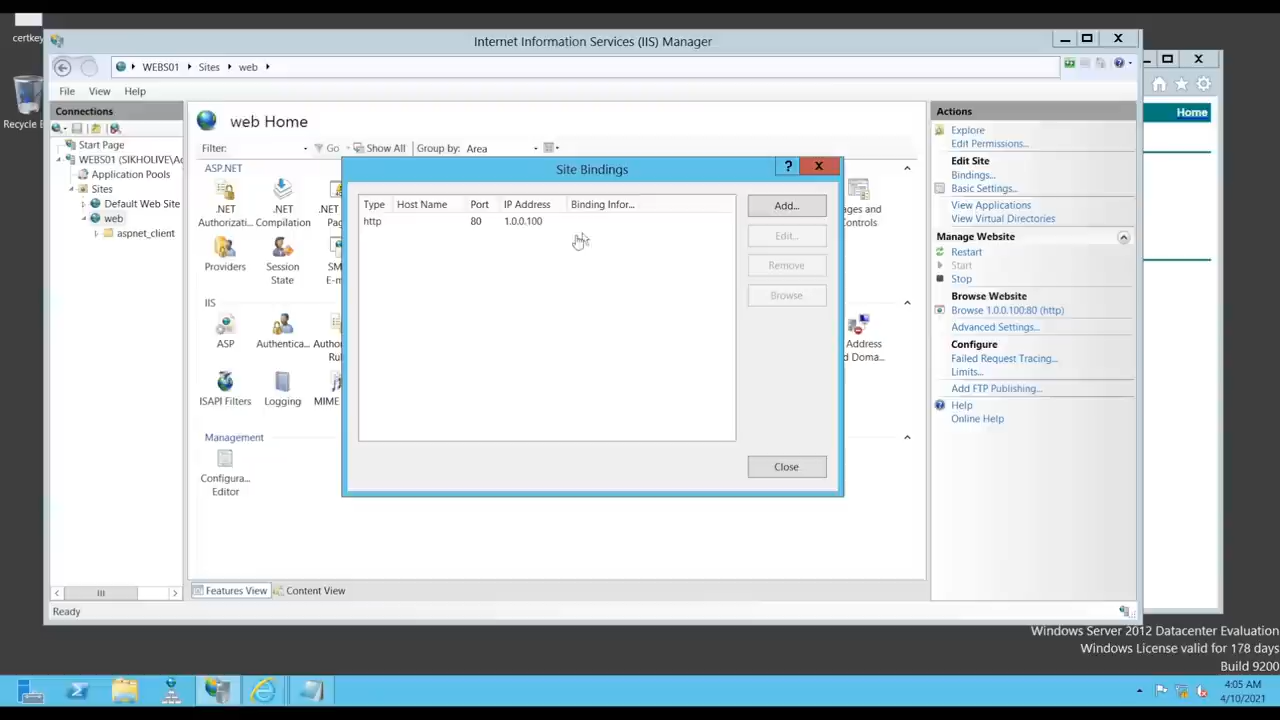 certkey
Recycle B
Internet Information Services (IIS) Manager
WEBS01 Sites web
File View Help
Connections
Start Page
WEBS01 (SIKHOLIVE\Ac
Application Pools
Sites
Default Web Site
web
aspnet_client
web Home
Filter: Go Show All Group by: Area
ASP.NET
.NET
Authorizati...
.NET
Compilation
.NET
Pag
ages and
Controls
Providers
Session
State
SM
E-m
IIS
ASP
Authentica...
Author
Rul
Address
d Doma...
ISAPI Filters
Logging
MIME
Management
Configura...
Editor
Features View Content View
Ready
Site Bindings
?
Type Host Name Port IP Address Binding Infor...
http 80 1.0.0.100
Add...
Edit...
Remove
Browse
Close
Actions
Explore
Edit Permissions...
Edit Site
Bindings...
Basic Settings...
View Applications
View Virtual Directories
Manage Website
Restart
Start
Stop
Browse Website
Browse 1.0.0.100:80 (http)
Advanced Settings...
Configure
Failed Request Tracing...
Limits...
Add FTP Publishing...
Help
Online Help
Home
Windows Server 2012 Datacenter Evaluation
Windows License valid for 178 days
Build 9200
4:05 AM
4/10/2021